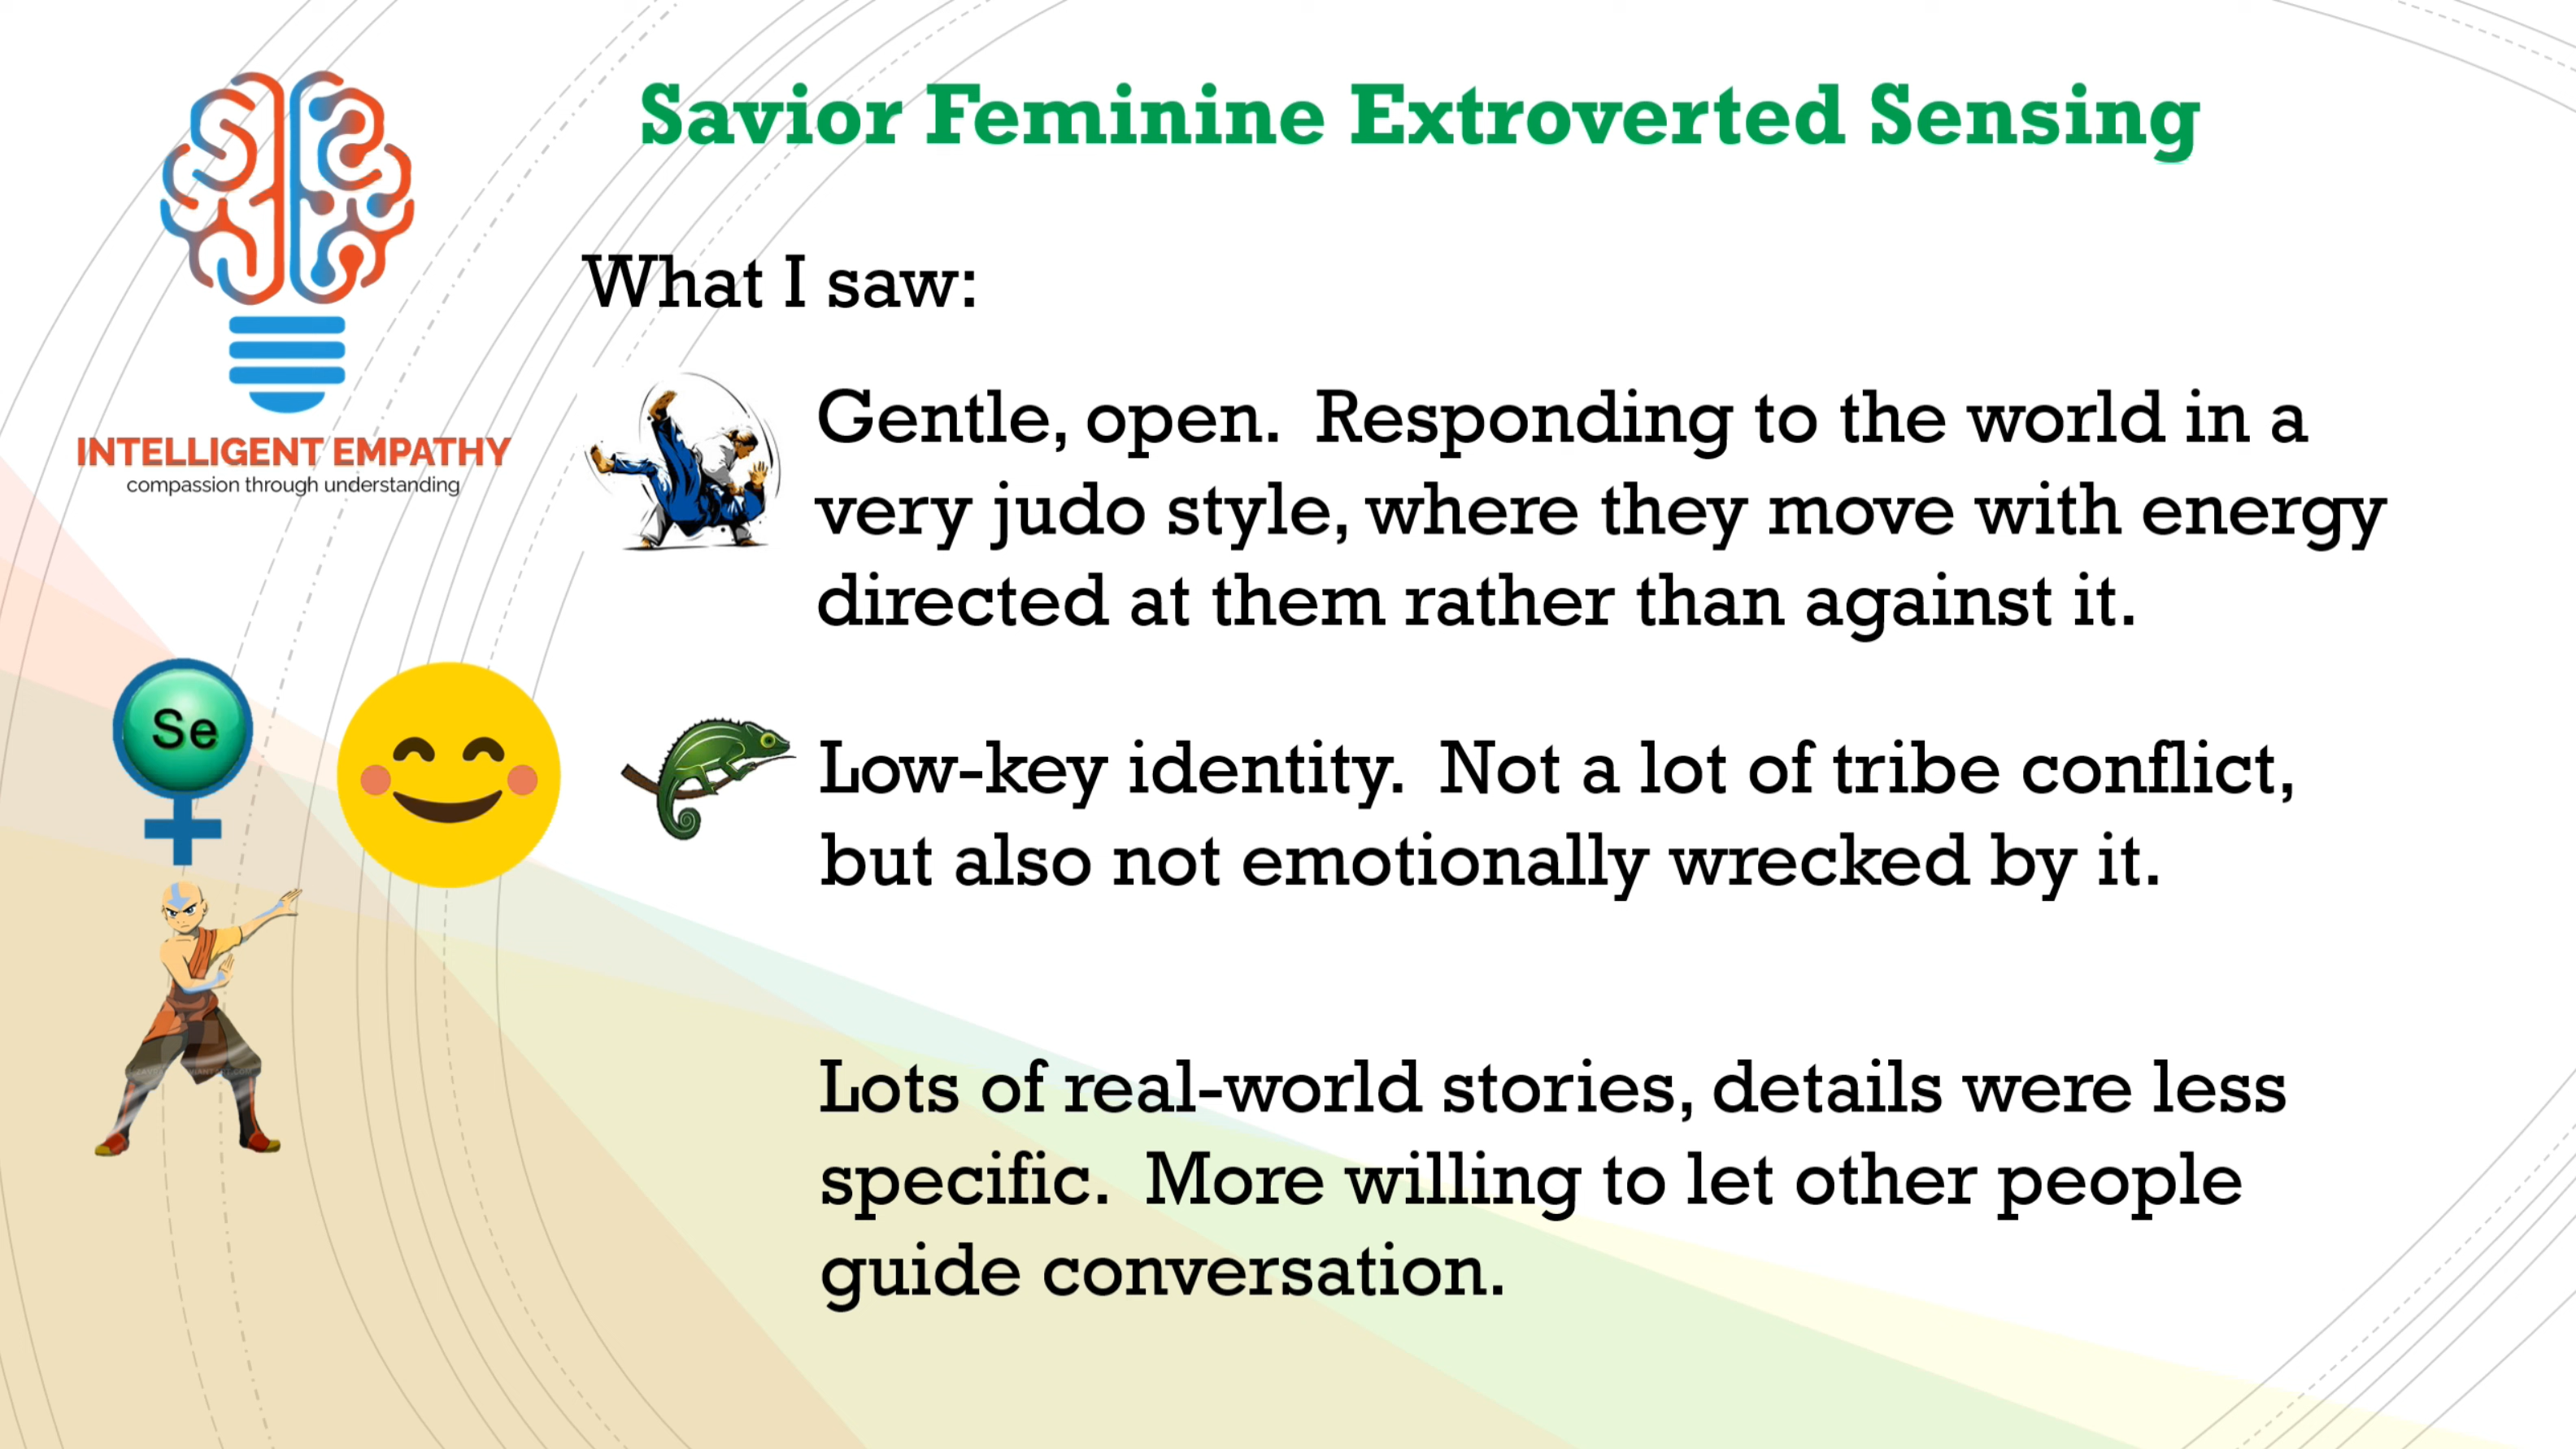 Savior Feminine Extroverted Sensing
What I saw:
Gentle, open. Responding to the world in a
very judo style, where they move with energy
directed at them rather than against it.
INTELLIGENT EMPATHY
compassion through understanding
Se
Low-key identity. Not a lot of tribe conflict,
but also not emotionally wrecked by it.
Lots of real-world stories, details were less
specific. More willing to let other people
guide conversation.